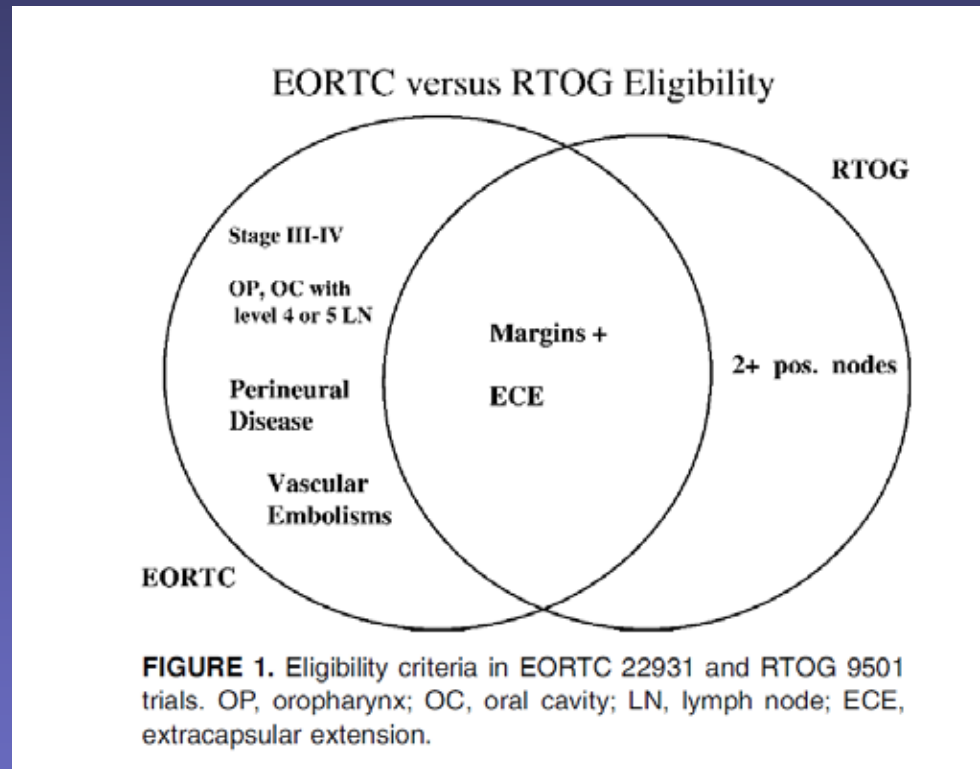 EORTC versus RTOG Eligibility
RTOG
Stage III-IV
OP, OC with
level 4 or 5 LN
Margins +
2+ pos. nodes
ECE
Perineural
Disease
Vascular
Embolisms
EORTC
FIGURE 1. Eligibility criteria in EORTC 22931 and RTOG 9501
trials. OP, oropharynx; OC, oral cavity; LN, lymph node; ECE,
extracapsular extension.